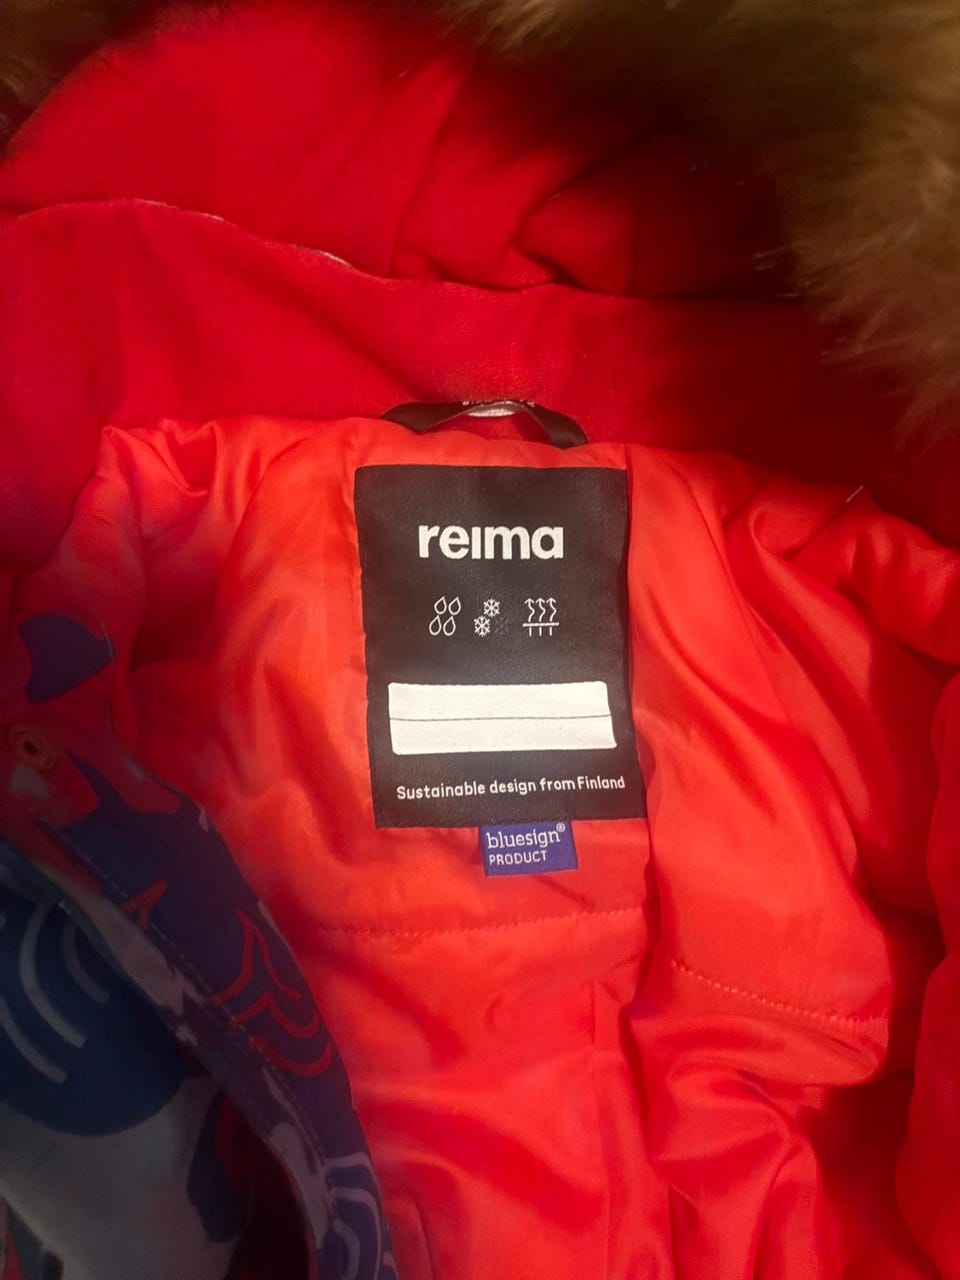 reima
Sustainable design from Finland
bluesign®
PRODUCT